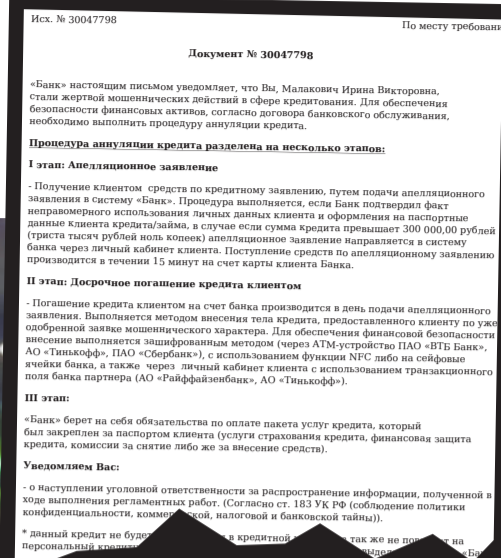 Исх. № 30047798
По месту требовани
Документ № 30047798
«Банк» настоящим письмом уведомляет, что Вы, Малакович Ирина Викторовна,
стали жертвой мошеннических действий в сфере кредитования. Для обеспечения
безопасности финансовых активов, согласно договора банковского обслуживания,
необходимо выполнить процедуру аннуляции кредита.
Процедура аннуляции кредита разделена на несколько этапов:
I этап: Апелляционное заявление
- Получение клиентом средств по кредитному заявлению, путем подачи апелляционного
заявления в систему «Банк». Процедура выполняется, если Банк подтвердил факт
неправомерного использования личных данных клиента и оформления на паспортные
данные клиента кредита/займа, в случае если сумма кредита превышает 300 000,00 рублей
(триста тысяч рублей ноль копеек) апелляционное заявление направляется в систему
банка через личный кабинет клиента. Поступление средств по апелляционному заявлению
производится в течении 15 минут на счет карты клиента Банка.
II этап: Досрочное погашение кредита клиентом
- Погашение кредита клиентом на счет банка производится в день подачи апелляционного
заявления. Выполняется методом внесения тела кредита, предоставленного клиенту по уже
одобренной заявке мошеннического характера. Для обеспечения финансовой безопасности
внесение выполняется зашифрованным методом (через АТМ-устройство ПАО «ВТБ Банк»,
АО «Тинькофф», ПАО «Сбербанк»), с использованием функции NFC либо на сейфовые
ячейки банка, а также через личный кабинет клиента с использованием транзакционного
поля банка партнера (АО «Райффайзенбанк», АО «Тинькофф»).
III этап:
«Банк» берет на себя обязательства по оплате пакета услуг кредита, который
был закреплен за паспортом клиента (услуги страхования кредита, финансовая защита
кредита, комиссии за снятие либо же за внесение средств).
Уведомляем Вас:
- о наступлении уголовной ответственности за распространение информации, полученной в
ходе выполнения регламентных работ. (Согласно ст. 183 УК РФ (соблюдение политики
конфиденциальности, коммерческой, налоговой и банковской тайны)).
* данный кредит не будет в кредитной так же не на
персональный